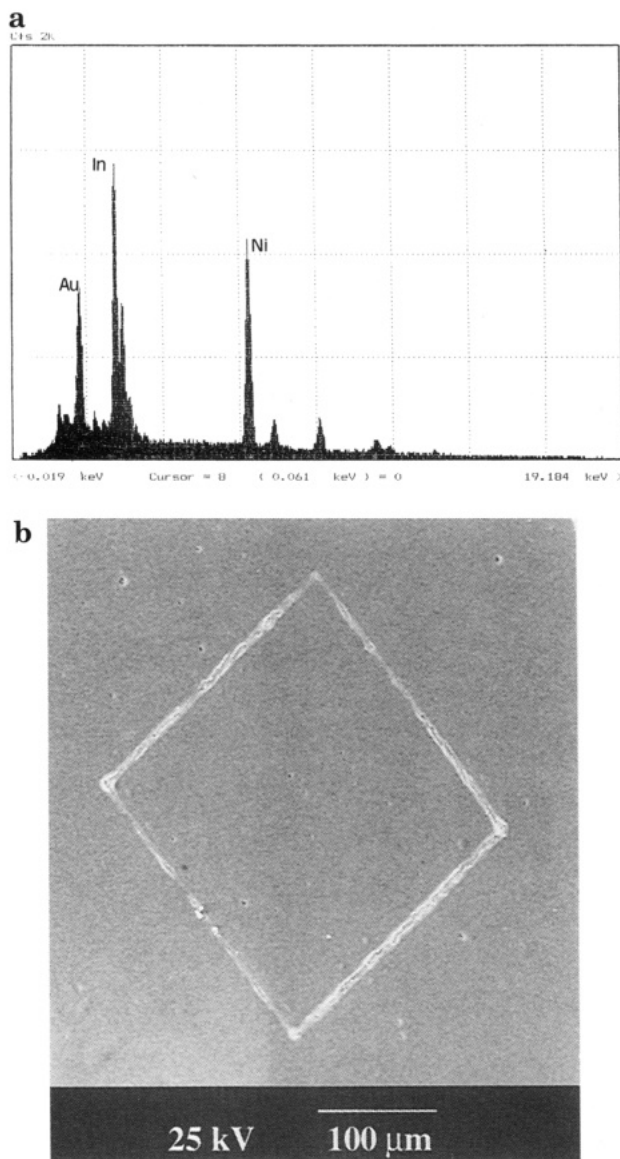 a
Cts 2K
In
Au
Ni
(-0.019 keV Cursor = 8 ( 0.061 keV ) = 0 19.184 keV )
b
25 kV 100 μm